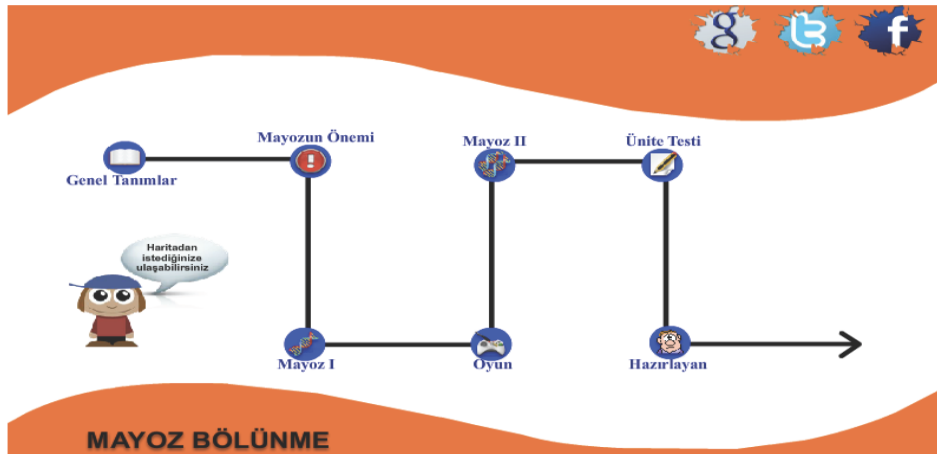 Mayozun Önemi
Mayoz II
Ünite Testi
Genel Tanımlar
Haritadan
istediğinize
ulaşabilirsiniz
Mayoz I
Oyun
Hazırlayan
MAYOZ BÖLÜNME